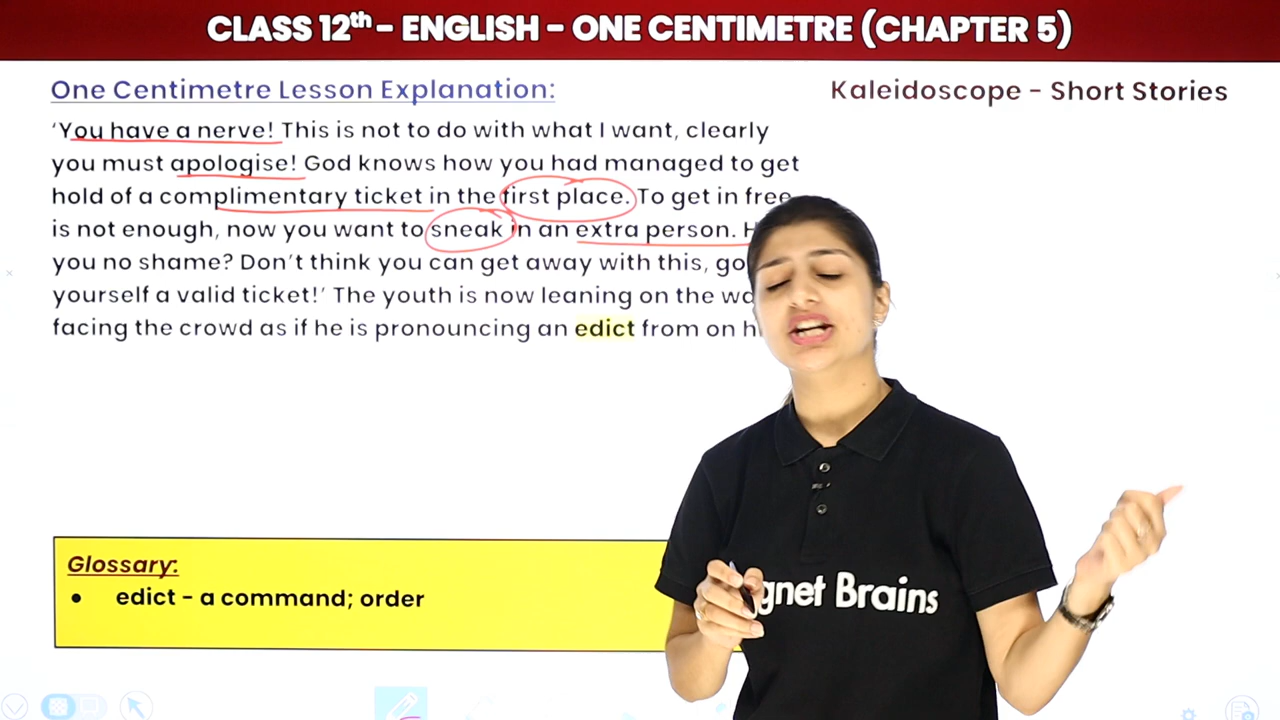 CLASS 12th - ENGLISH - ONE CENTIMETRE (CHAPTER 5)
One Centimetre Lesson Explanation:
Kaleidoscope - Short Stories
‘You have a nerve! This is not to do with what I want, clearly
you must apologise! God knows how you had managed to get
hold of a complimentary ticket in the first place. To get in free
is not enough, now you want to sneak in an extra person.
you no shame? Don’t think you can get away with this,
yourself a valid ticket!’ The youth is now leaning on the
facing the crowd as if he is pronouncing an edict from on
Glossary:
• edict - a command; order
Brains